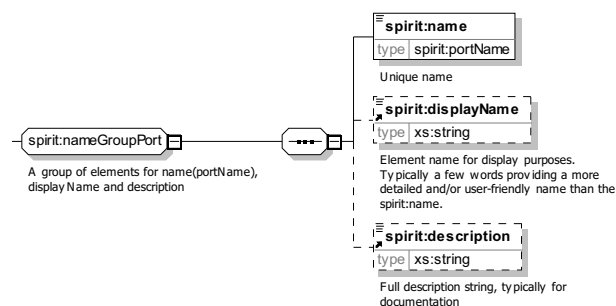 spirit:name
type spirit:portName
Unique name
spirit:displayName
type xs:string
Element name for display purposes.
Typically a few words providing a more
detailed and/or user-friendly name than the
spirit:name.
spirit:nameGroupPort
A group of elements for name(portName),
display Name and description
spirit:description
type xs:string
Full description string, typically for
documentation